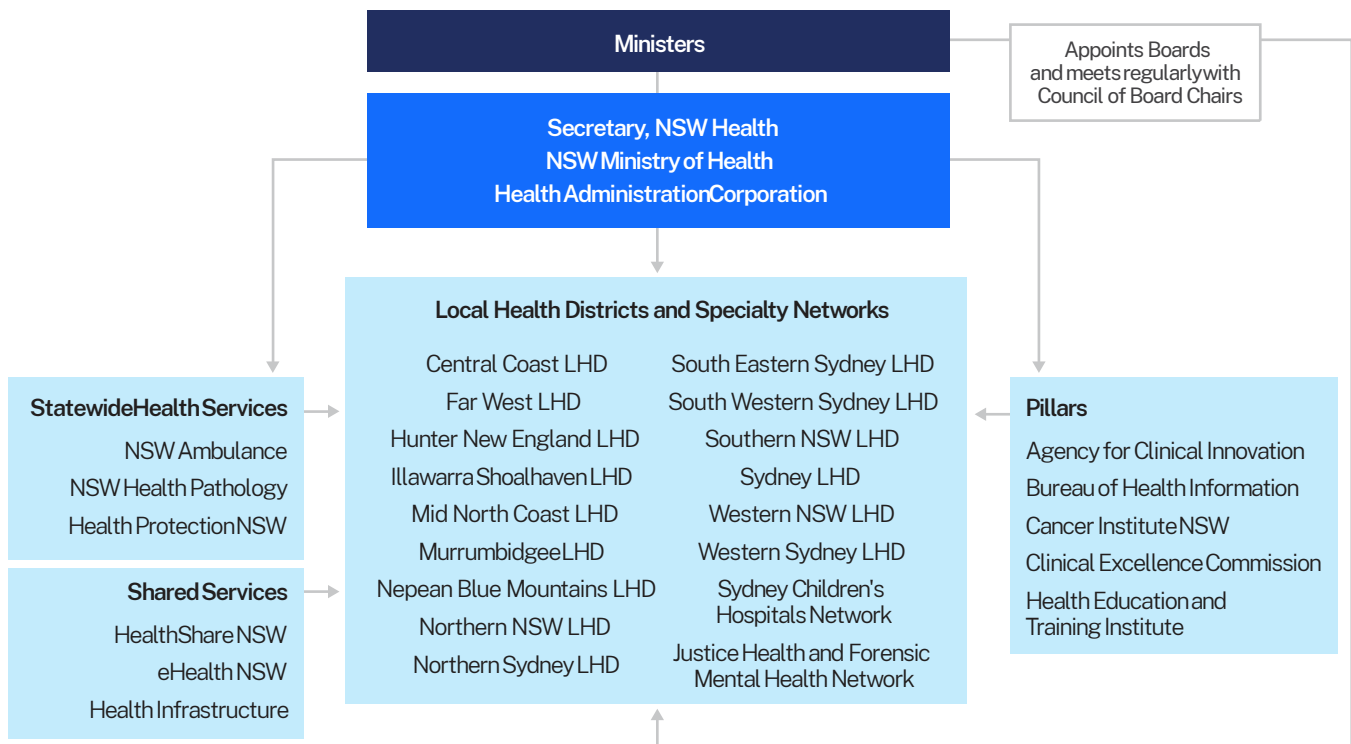 Ministers
Appoints Boards
and meets regularly with
Council of Board Chairs
Secretary, NSW Health
NSW Ministry of Health
Health Administration Corporation
Local Health Districts and Specialty Networks
Central Coast LHD
Far West LHD
Hunter New England LHD
Illawarra Shoalhaven LHD
Mid North Coast LHD
Murrumbidgee LHD
Nepean Blue Mountains LHD
Northern NSW LHD
Northern Sydney LHD
South Eastern Sydney LHD
South Western Sydney LHD
Southern NSW LHD
Sydney LHD
Western NSW LHD
Western Sydney LHD
Sydney Children's
Hospitals Network
Justice Health and Forensic
Mental Health Network
Statewide Health Services
NSW Ambulance
NSW Health Pathology
Health Protection NSW
Shared Services
HealthShare NSW
eHealth NSW
Health Infrastructure
Pillars
Agency for Clinical Innovation
Bureau of Health Information
Cancer Institute NSW
Clinical Excellence Commission
Health Education and
Training Institute